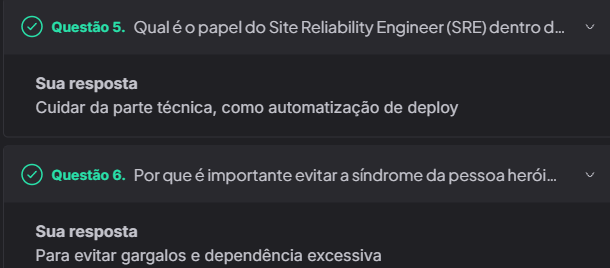 Questão 5. Qual é o papel do Site Reliability Engineer (SRE) dentro d...
Sua resposta
Cuidar da parte técnica, como automatização de deploy
Questão 6. Por que é importante evitar a síndrome da pessoa herói...
Sua resposta
Para evitar gargalos e dependência excessiva